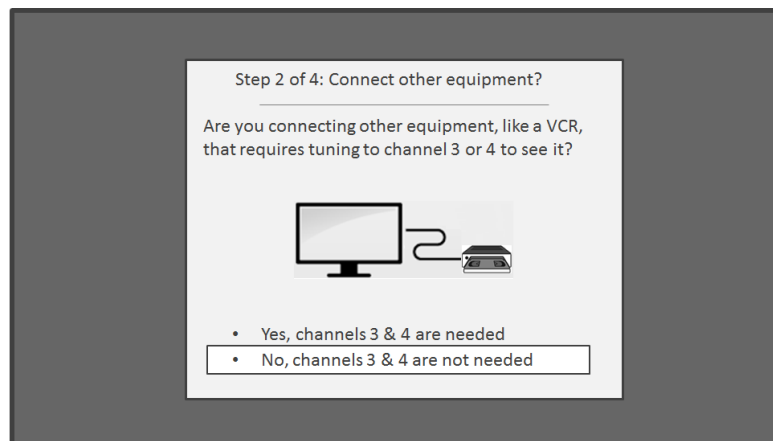 Step 2 of 4: Connect other equipment?
Are you connecting other equipment, like a VCR,
that requires tuning to channel 3 or 4 to see it?
• Yes, channels 3 & 4 are needed
• No, channels 3 & 4 are not needed